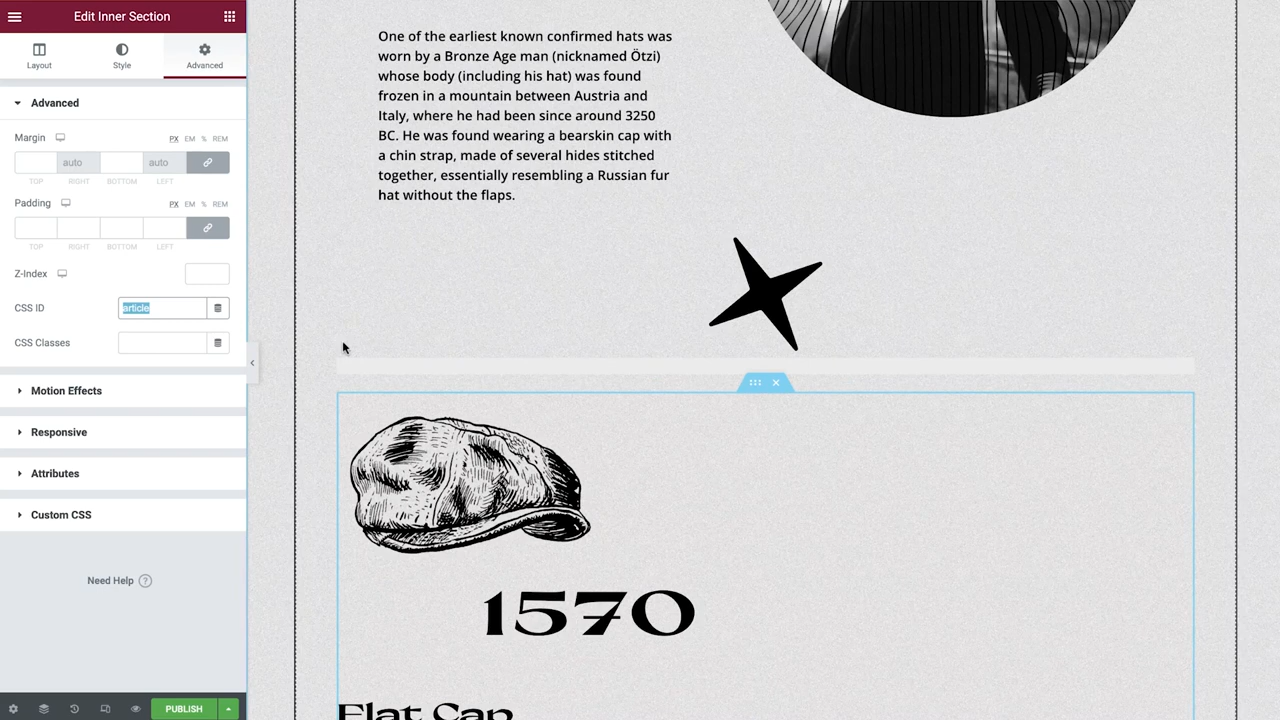 Edit Inner Section
Layout
Style
Advanced
Advanced
Margin
PX EM % REM
auto
auto
TOP RIGHT BOTTOM LEFT
Padding
PX EM % REM
TOP RIGHT BOTTOM LEFT
Z-Index
CSS ID
article
CSS Classes
Motion Effects
Responsive
Attributes
Custom CSS
Need Help ?
PUBLISH
One of the earliest known confirmed hats was
worn by a Bronze Age man (nicknamed Ötzi)
whose body (including his hat) was found
frozen in a mountain between Austria and
Italy, where he had been since around 3250
BC. He was found wearing a bearskin cap with
a chin strap, made of several hides stitched
together, essentially resembling a Russian fur
hat without the flaps.
1570
Flat Cap